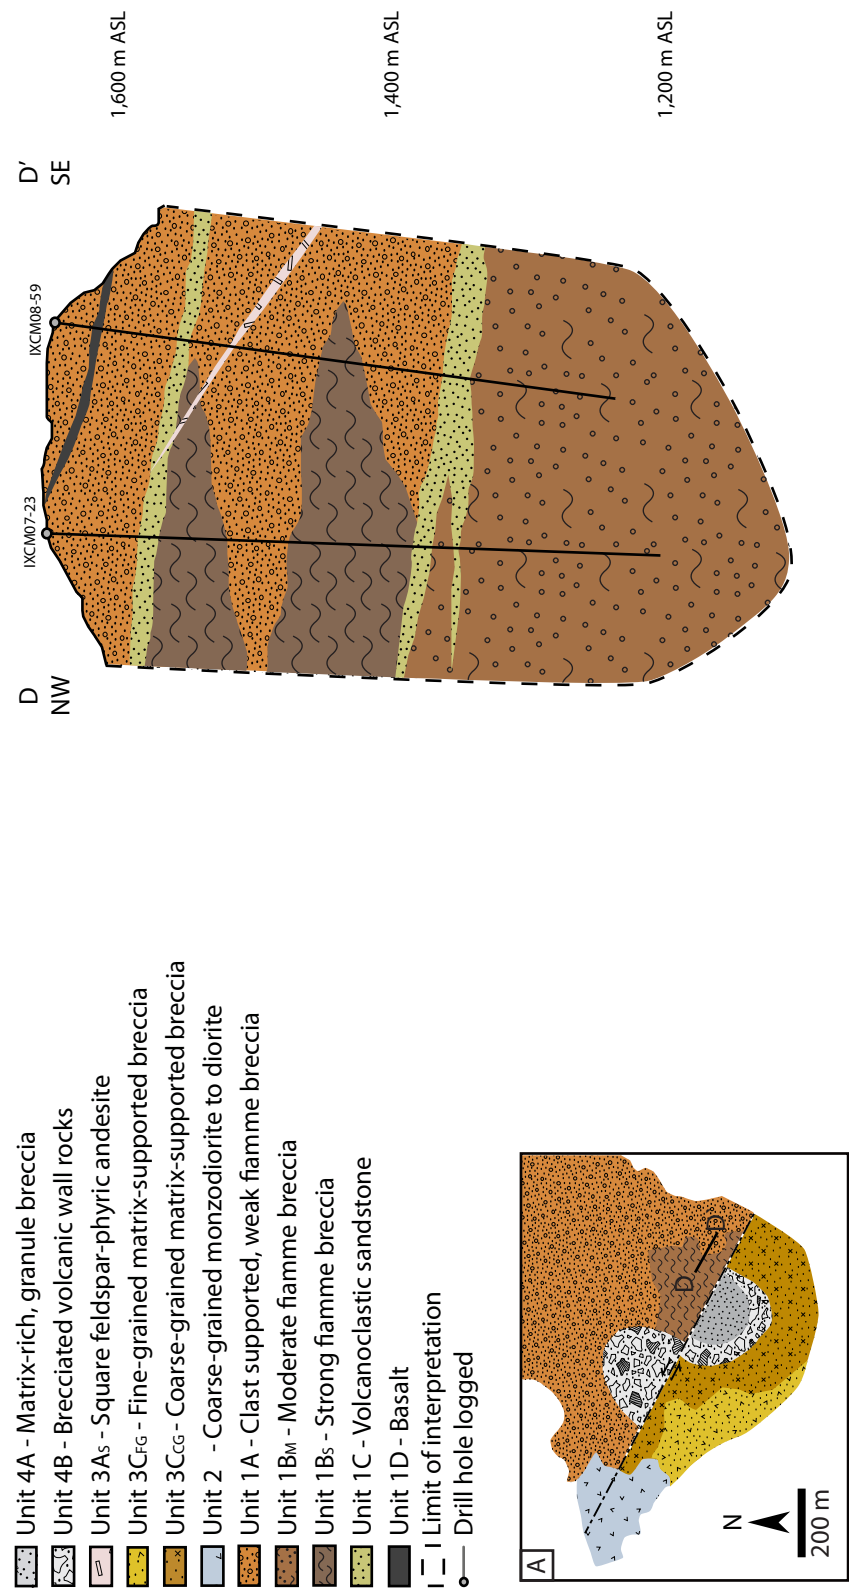 D
NW
D’
SE
IXCM07-23
IXCM08-59
1,600 m ASL
1,400 m ASL
1,200 m ASL
Unit 4A - Matrix-rich, granule breccia
Unit 4B - Brecciated volcanic wall rocks
Unit 3AS - Square feldspar-phyric andesite
Unit 3CFG – Fine-grained matrix-supported breccia
Unit 3CCG – Coarse-grained matrix-supported breccia
Unit 2 - Coarse-grained monzodiorite to diorite
Unit 1A - Clast supported, weak fiamme breccia
Unit 1BM - Moderate fiamme breccia
Unit 1BS - Strong fiamme breccia
Unit 1C - Volcanoclastic sandstone
Unit 1D - Basalt
Limit of interpretation
Drill hole logged
A
D
D'
N
200 m